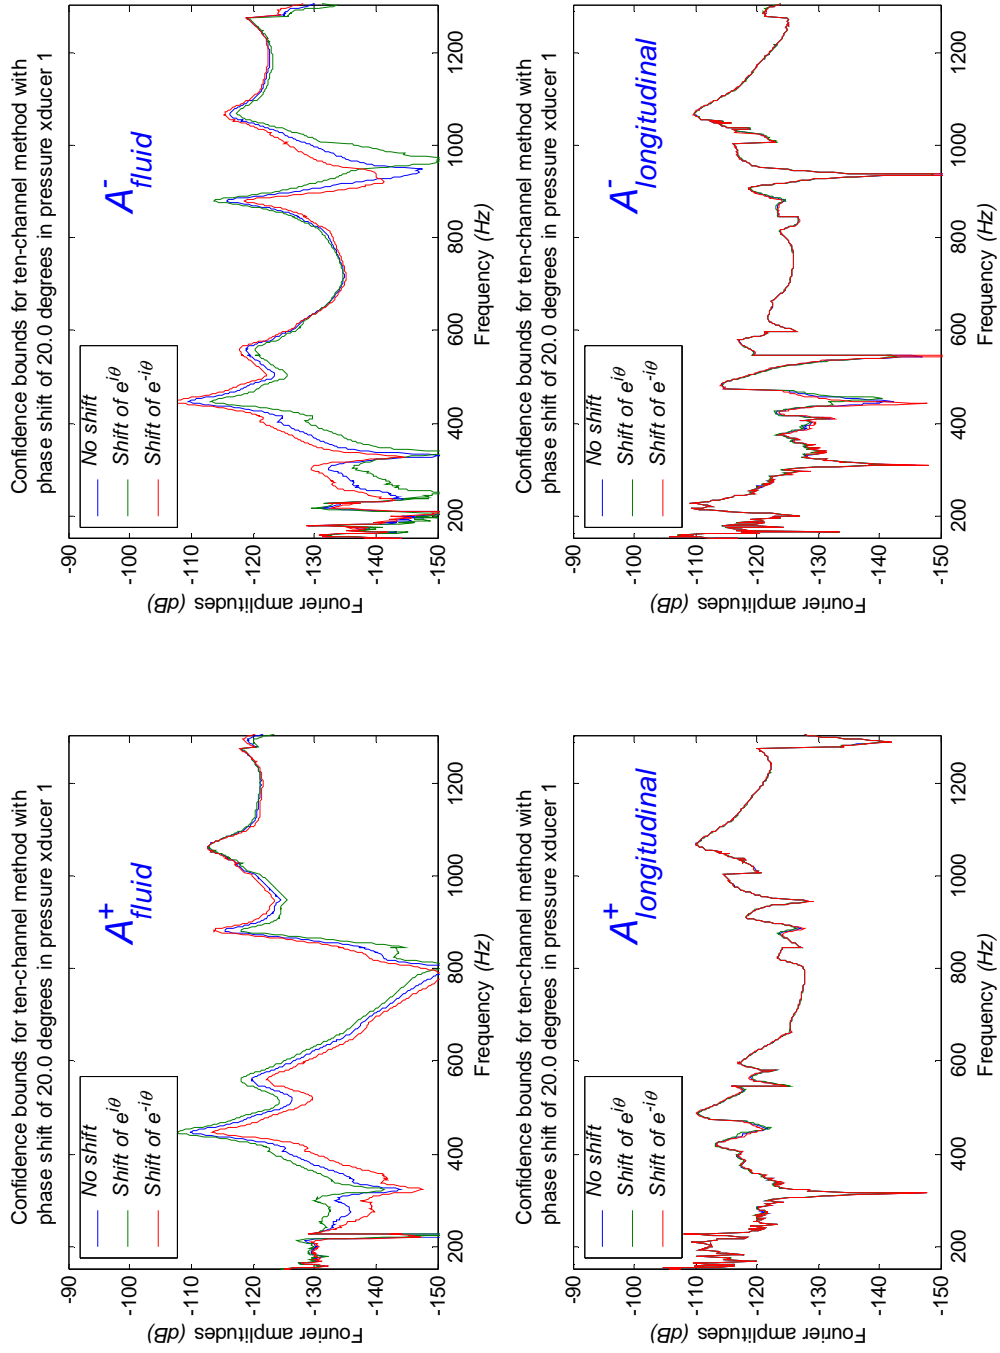 Confidence bounds for ten-channel method with
phase shift of 20.0 degrees in pressure xducer 1
-90
-100
-110
-120
-130
-140
-150
Fourier amplitudes (dB)
200
400
600
800
1000
1200
Frequency (Hz)
No shift
Shift of e^{iθ}
Shift of e^{-iθ}
A^{+}_{fluid}
Confidence bounds for ten-channel method with
phase shift of 20.0 degrees in pressure xducer 1
-90
-100
-110
-120
-130
-140
-150
Fourier amplitudes (dB)
200
400
600
800
1000
1200
Frequency (Hz)
No shift
Shift of e^{iθ}
Shift of e^{-iθ}
A^{-}_{fluid}
Confidence bounds for ten-channel method with
phase shift of 20.0 degrees in pressure xducer 1
-90
-100
-110
-120
-130
-140
-150
Fourier amplitudes (dB)
200
400
600
800
1000
1200
Frequency (Hz)
No shift
Shift of e^{iθ}
Shift of e^{-iθ}
A^{+}_{longitudinal}
Confidence bounds for ten-channel method with
phase shift of 20.0 degrees in pressure xducer 1
-90
-100
-110
-120
-130
-140
-150
Fourier amplitudes (dB)
200
400
600
800
1000
1200
Frequency (Hz)
No shift
Shift of e^{iθ}
Shift of e^{-iθ}
A^{-}_{longitudinal}